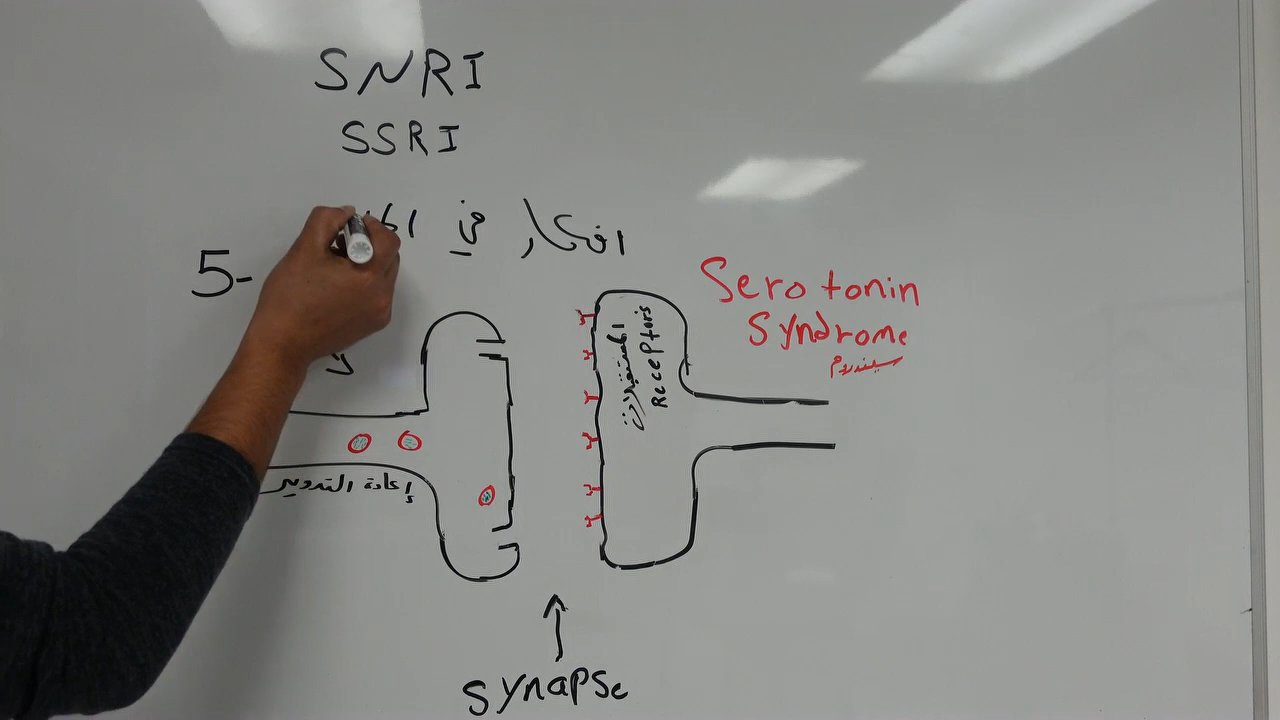 SNRI
SSRI
افكار في
5-
Serotonin
Syndrome
سيندروم
المستقبلات
Receptors
إعادة التدوير
synapse